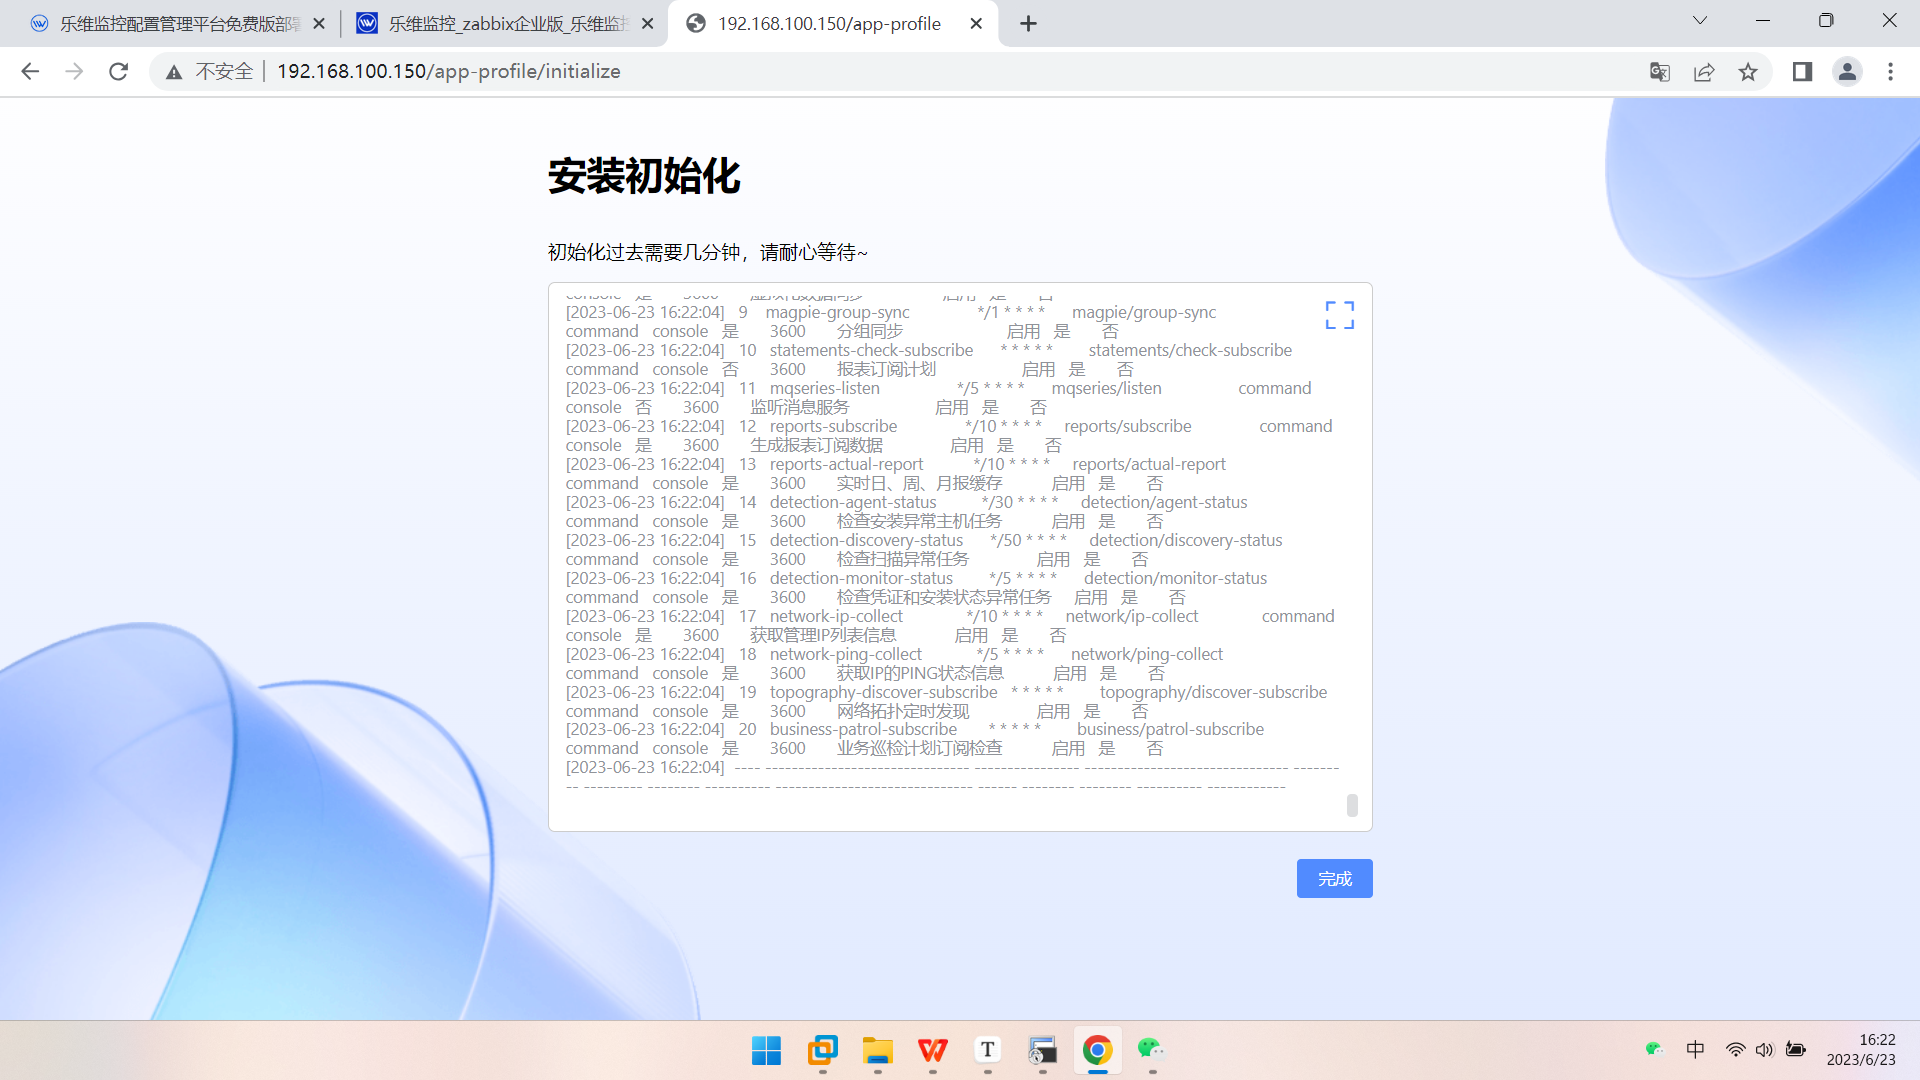 乐维监控配置管理平台免费版部署
乐维监控_zabbix企业版_乐维监控
192.168.100.150/app-profile
不安全
192.168.100.150/app-profile/initialize
安装初始化
初始化过去需要几分钟，请耐心等待~
console 是 3600 虚拟化数据同步 启用 是 否
[2023-06-23 16:22:04] 9 magpie-group-sync */1 * * * * magpie/group-sync
command console 是 3600 分组同步 启用 是 否
[2023-06-23 16:22:04] 10 statements-check-subscribe * * * * * statements/check-subscribe
command console 否 3600 报表订阅计划 启用 是 否
[2023-06-23 16:22:04] 11 mqseries-listen */5 * * * * mqseries/listen command
console 否 3600 监听消息服务 启用 是 否
[2023-06-23 16:22:04] 12 reports-subscribe */10 * * * * reports/subscribe command
console 是 3600 生成报表订阅数据 启用 是 否
[2023-06-23 16:22:04] 13 reports-actual-report */10 * * * * reports/actual-report
command console 是 3600 实时日、周、月报缓存 启用 是 否
[2023-06-23 16:22:04] 14 detection-agent-status */30 * * * * detection/agent-status
command console 是 3600 检查安装异常主机任务 启用 是 否
[2023-06-23 16:22:04] 15 detection-discovery-status */50 * * * * detection/discovery-status
command console 是 3600 检查扫描异常任务 启用 是 否
[2023-06-23 16:22:04] 16 detection-monitor-status */5 * * * * detection/monitor-status
command console 是 3600 检查凭证和安装状态异常任务 启用 是 否
[2023-06-23 16:22:04] 17 network-ip-collect */10 * * * * network/ip-collect command
console 是 3600 获取管理IP列表信息 启用 是 否
[2023-06-23 16:22:04] 18 network-ping-collect */5 * * * * network/ping-collect
command console 是 3600 获取IP的PING状态信息 启用 是 否
[2023-06-23 16:22:04] 19 topography-discover-subscribe * * * * * topography/discover-subscribe
command console 是 3600 网络拓扑定时发现 启用 是 否
[2023-06-23 16:22:04] 20 business-patrol-subscribe * * * * * business/patrol-subscribe
command console 是 3600 业务巡检计划订阅检查 启用 是 否
[2023-06-23 16:22:04] ---- ------------------------------- ---------------- ------------------------------- -------
-- --------- -------- ---------- ------------------------------ ------ -------- -------- ---------- ------------
完成
中
16:22
2023/6/23